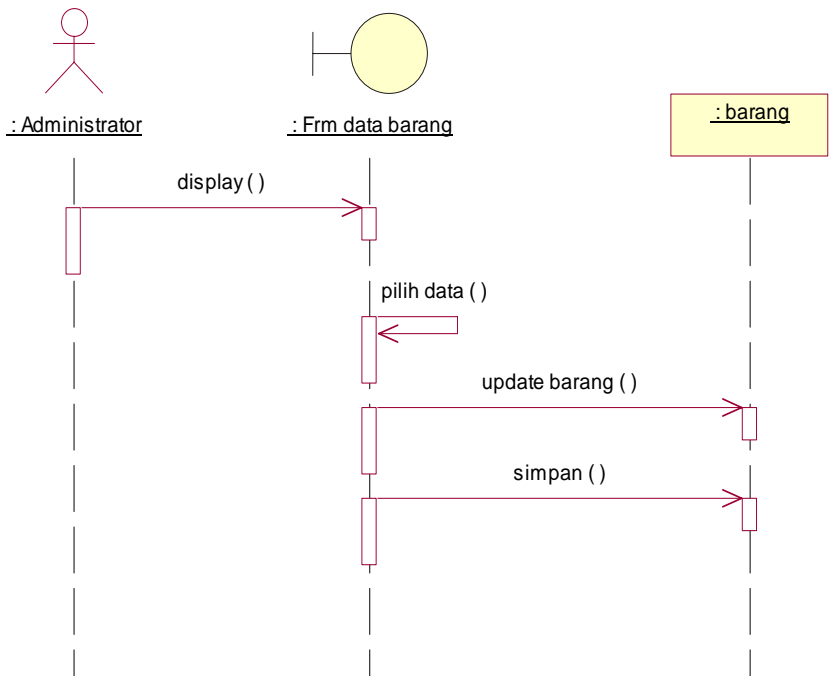 : Administrator
: Frm data barang
: barang
display ( )
pilih data ( )
update barang ( )
simpan ( )